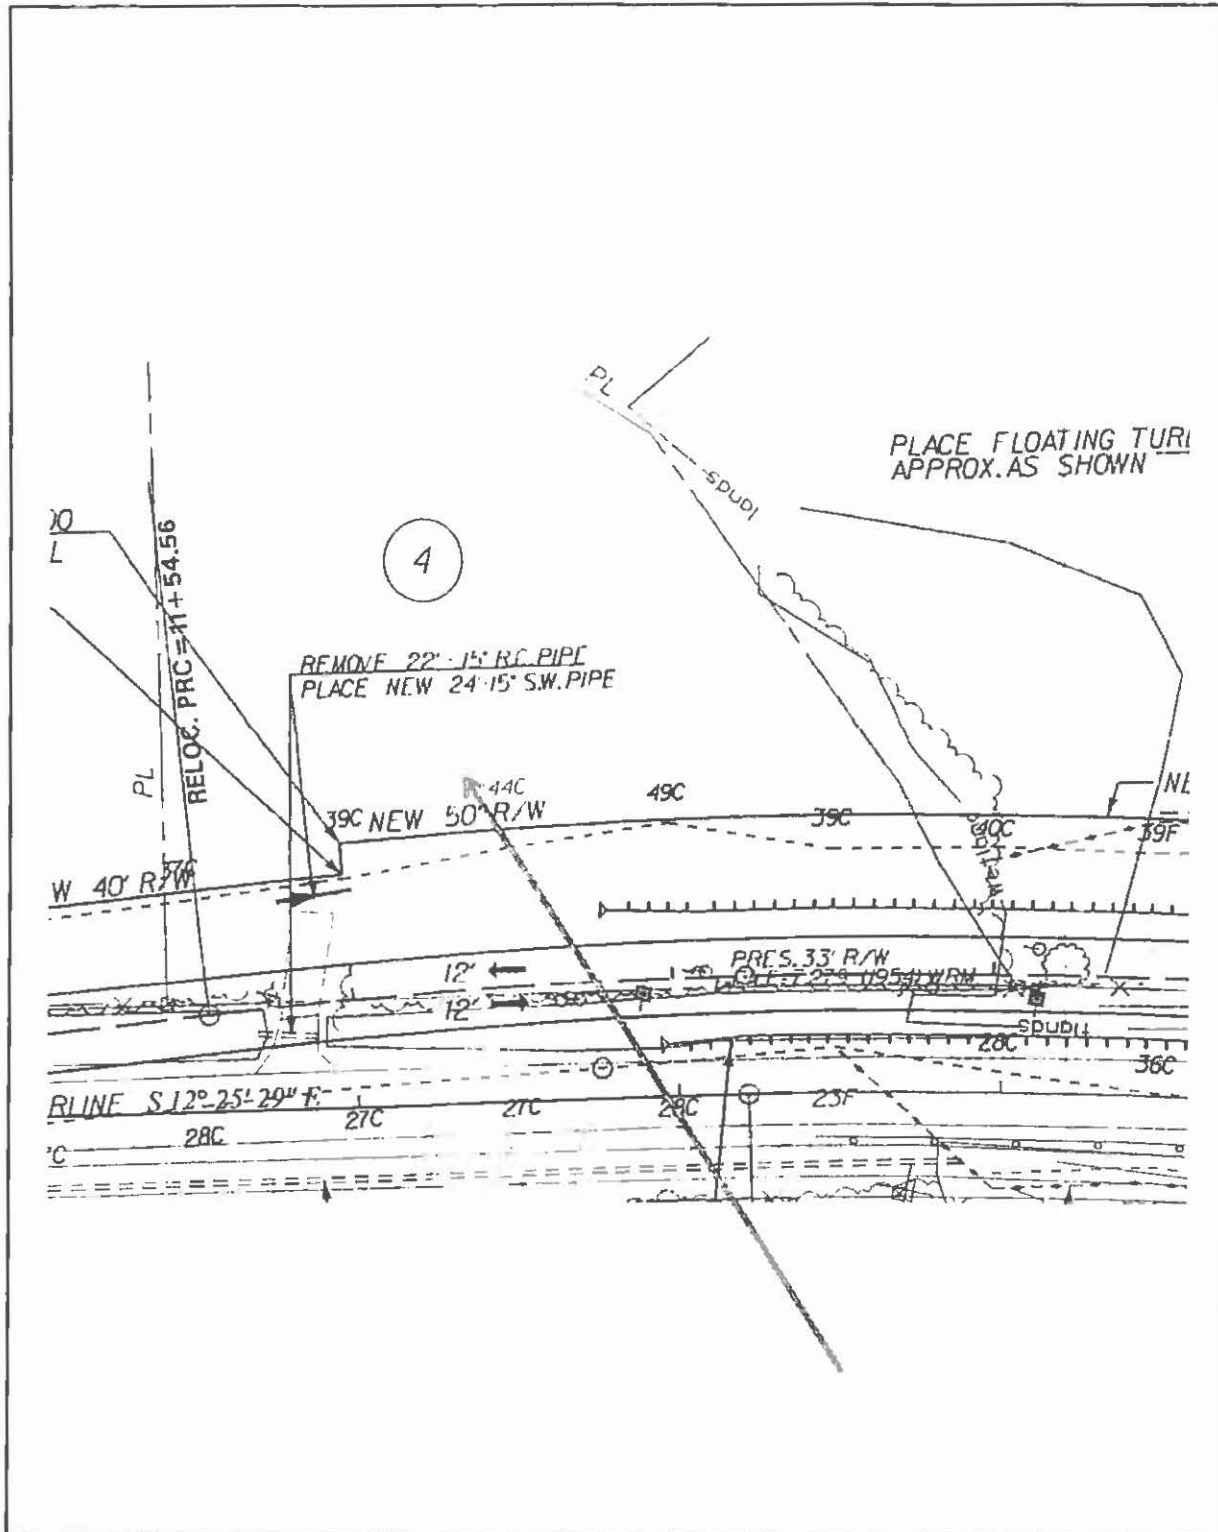 PL
PLACE FLOATING TURI
APPROX. AS SHOWN
spuɐl
L
4
RELOC. PRC = 11+54.56
REMOVE 22'-15" R.C. PIPE
PLACE NEW 24'-15" S.W. PIPE
PL
44C
49C
39C NEW 50' R/W
39C
40C
39F
NE
W 40' R/W
PRES. 33' R/W
12'
12'
28C
36C
RLINE S 12°-25'-29" E
27C
27C
28C
23F
28C